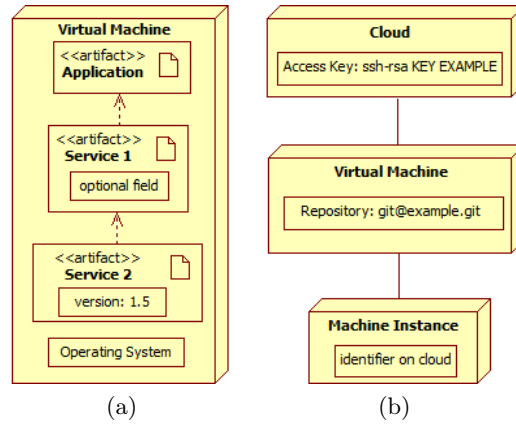 Virtual Machine
<<artifact>>
Application
<<artifact>>
Service 1
optional field
<<artifact>>
Service 2
version: 1.5
Operating System
(a)
Cloud
Access Key: ssh-rsa KEY EXAMPLE
Virtual Machine
Repository: git@example.git
Machine Instance
identifier on cloud
(b)